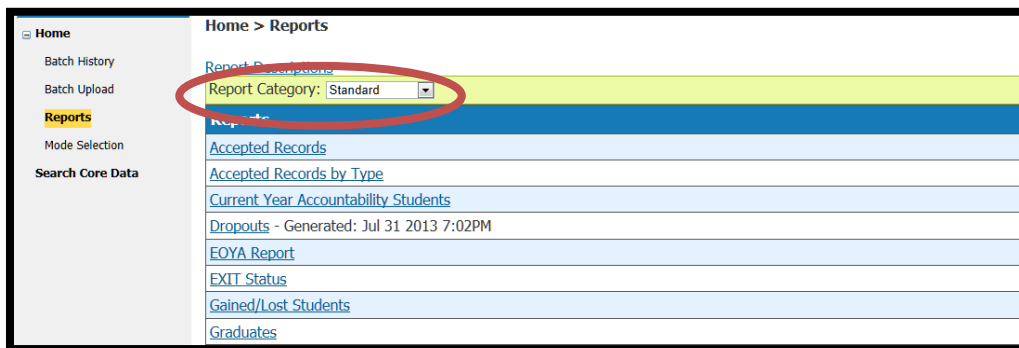 Home
Batch History
Batch Upload
Reports
Mode Selection
Search Core Data
Home > Reports
Report Descriptions
Report Category: Standard
Reports
Accepted Records
Accepted Records by Type
Current Year Accountability Students
Dropouts - Generated: Jul 31 2013 7:02PM
EOYA Report
EXIT Status
Gained/Lost Students
Graduates